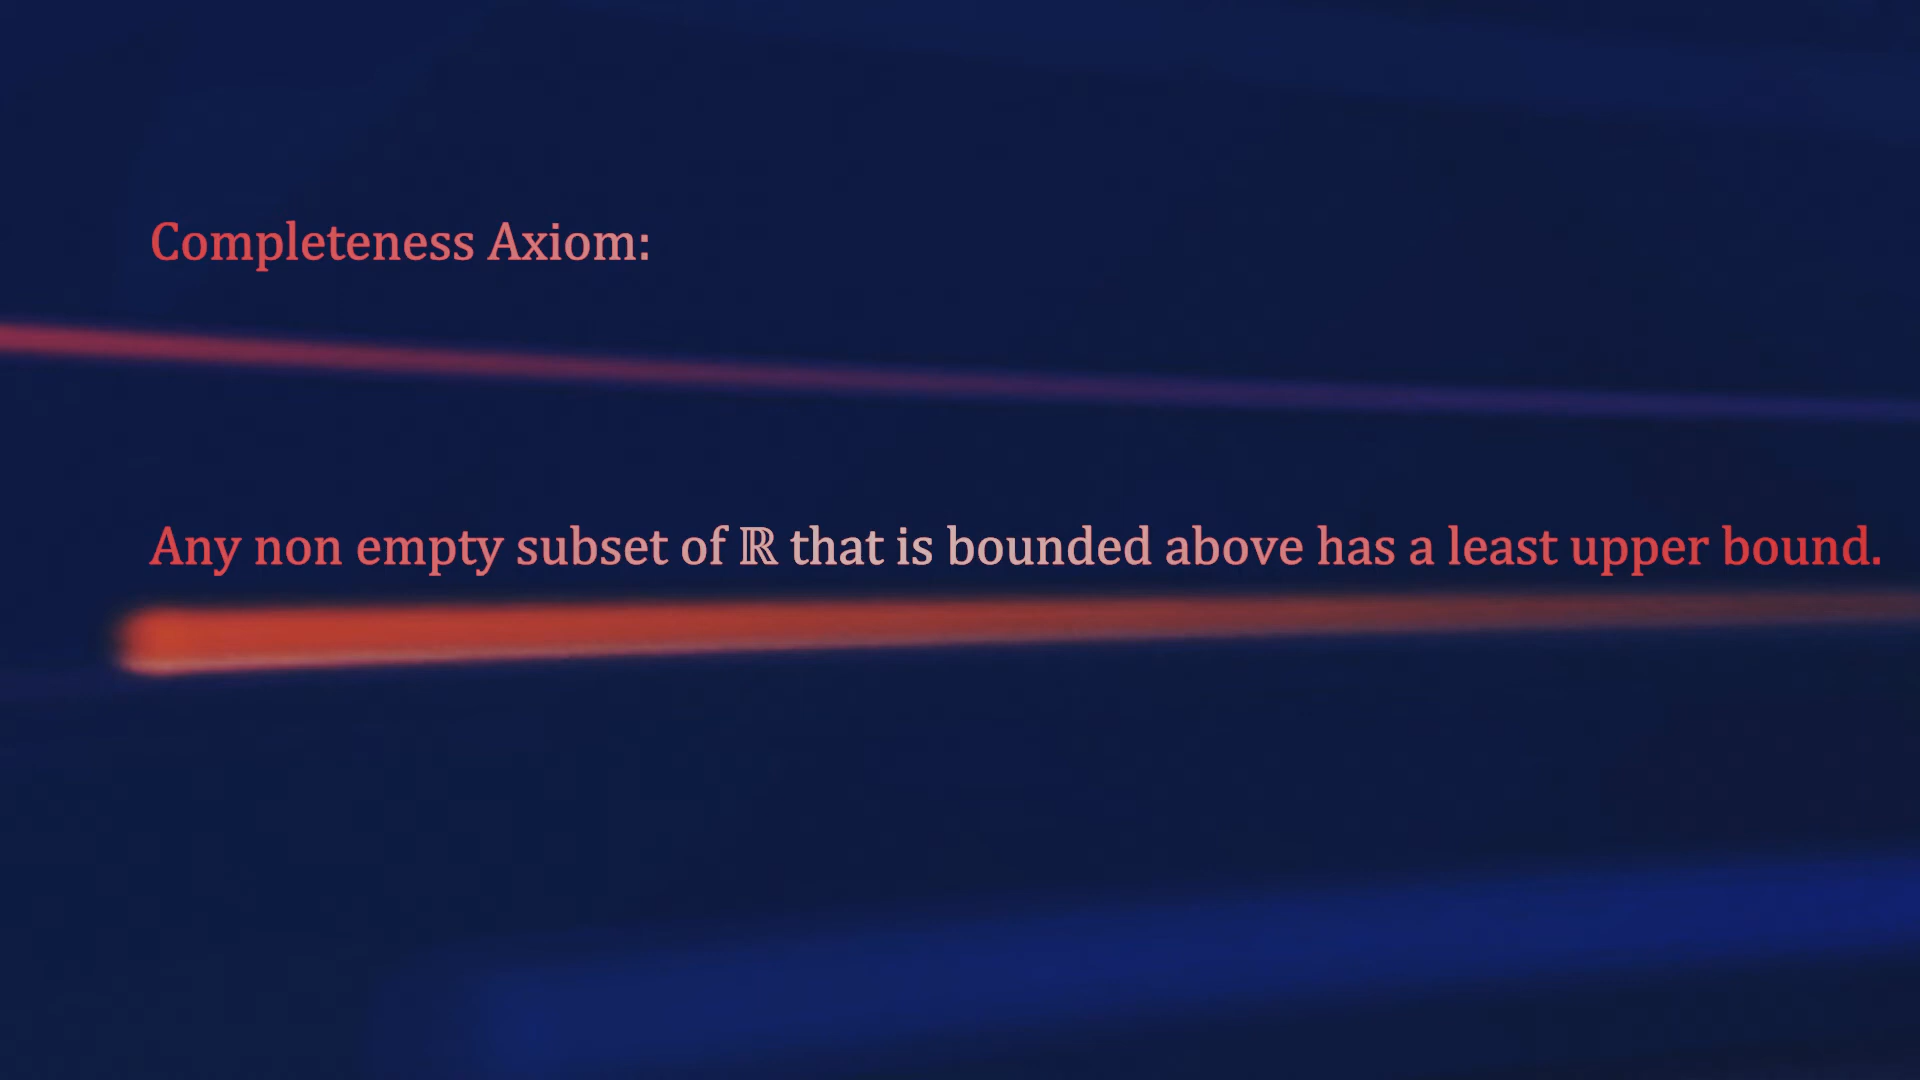 Completeness Axiom:
Any non empty subset of ℝ that is bounded above has a least upper bound.